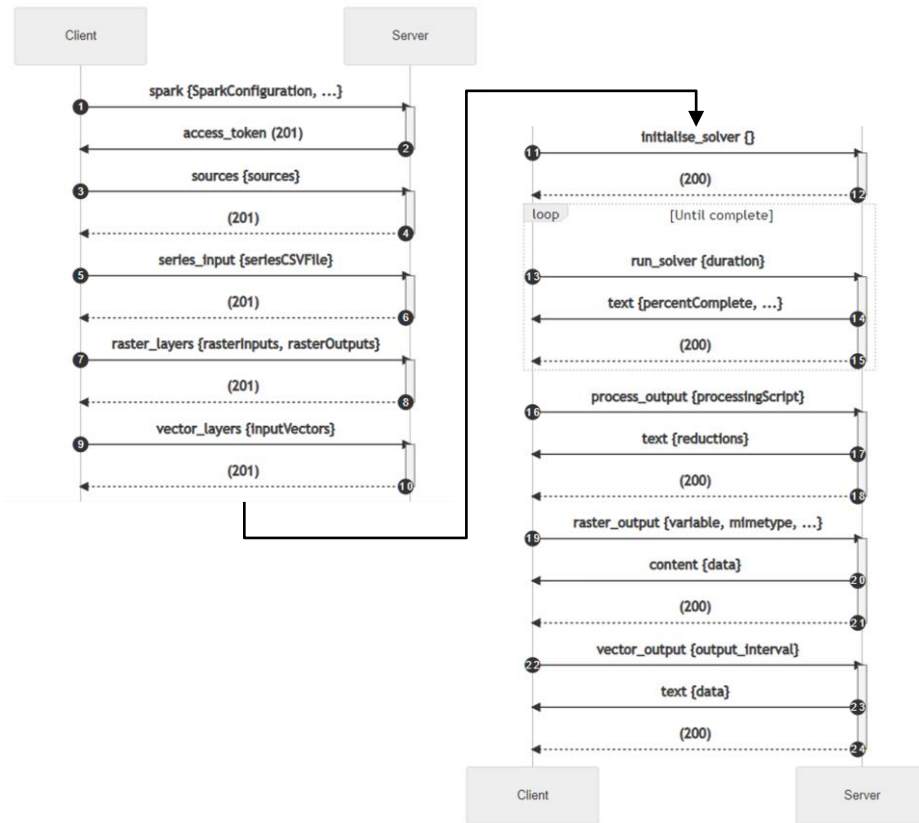 Client
Server
spark {SparkConfiguration, ...}
1
access_token (201)
2
sources {sources}
3
(201)
4
series_input {seriesCSVFile}
5
(201)
6
raster_layers {rasterInputs, rasterOutputs}
7
(201)
8
vector_layers {inputVectors}
9
(201)
10
initialise_solver {}
11
(200)
12
loop
[Until complete]
run_solver {duration}
13
text {percentComplete, ...}
14
(200)
15
process_output {processingScript}
16
text {reductions}
17
(200)
18
raster_output {variable, mimetype, ...}
19
content {data}
20
(200)
21
vector_output {output_interval}
22
text {data}
23
(200)
24
Client
Server